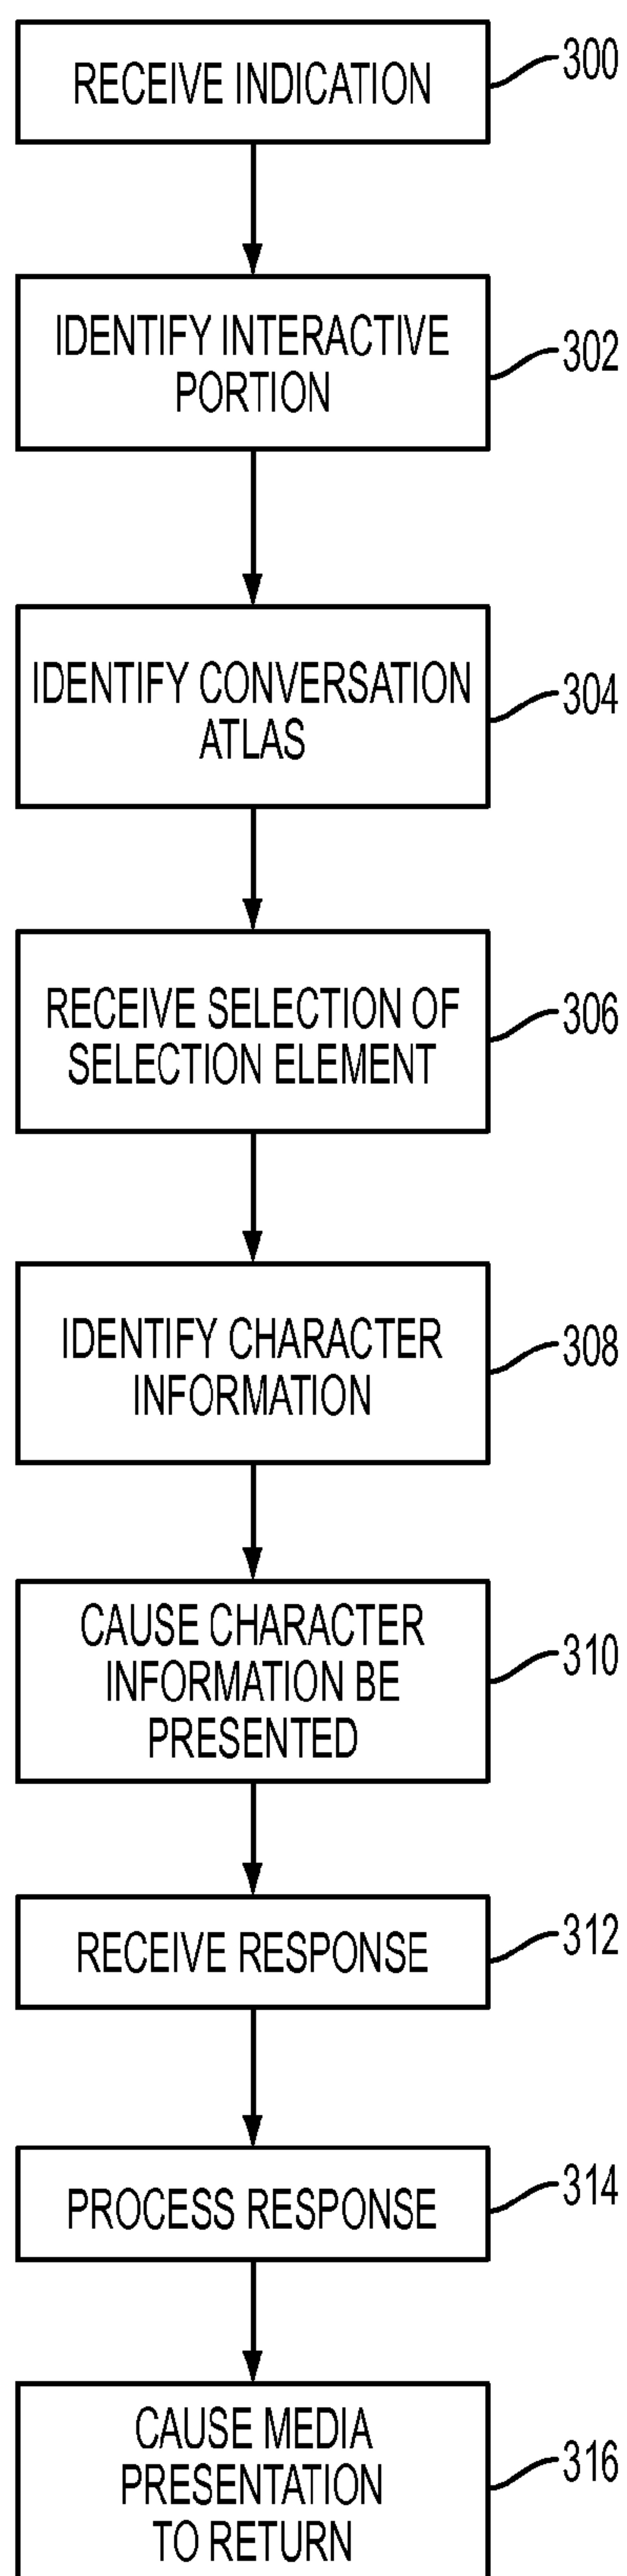 RECEIVE INDICATION
300
IDENTIFY INTERACTIVE
PORTION
302
IDENTIFY CONVERSATION
ATLAS
304
RECEIVE SELECTION OF
SELECTION ELEMENT
306
IDENTIFY CHARACTER
INFORMATION
308
CAUSE CHARACTER
INFORMATION BE
PRESENTED
310
RECEIVE RESPONSE
312
PROCESS RESPONSE
314
CAUSE MEDIA
PRESENTATION
TO RETURN
316